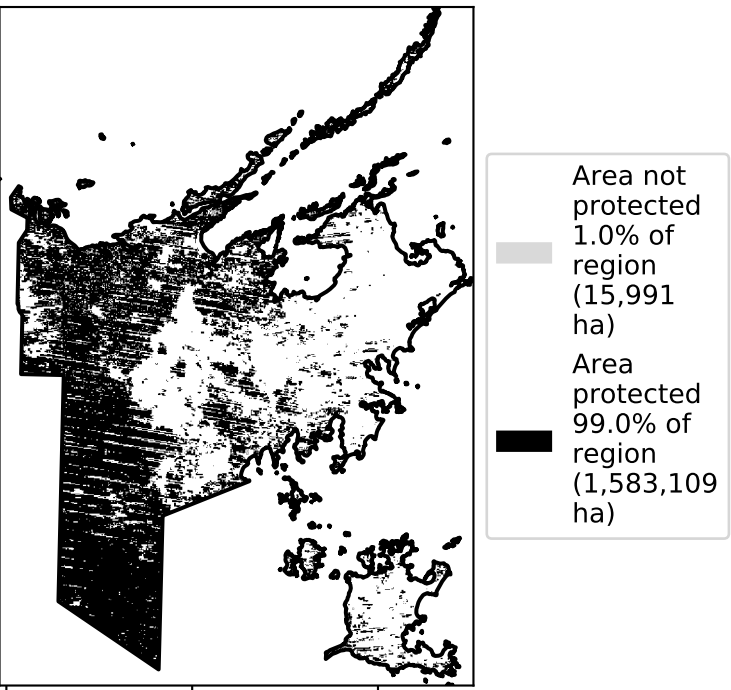 Area not
protected
1.0% of
region
(15,991
ha)
Area
protected
99.0% of
region
(1,583,109
ha)